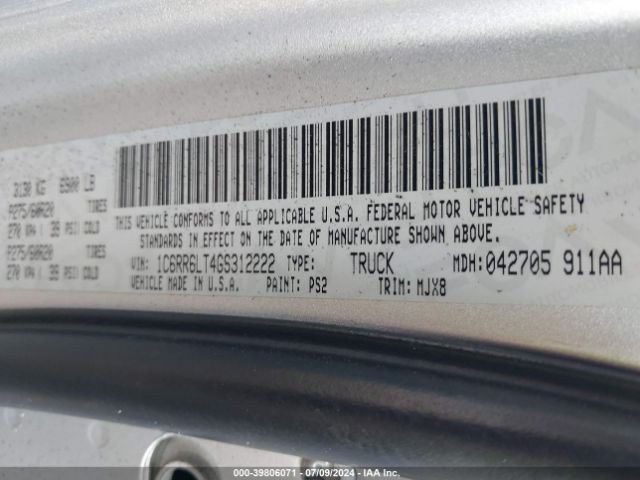 3130 KG 6900 LB
P275/60R20 TIRES
270 KPA / 39 PSI COLD
P275/60R20 TIRES
270 KPA / 39 PSI COLD
THIS VEHICLE CONFORMS TO ALL APPLICABLE U.S.A. FEDERAL MOTOR VEHICLE SAFETY
STANDARDS IN EFFECT ON THE DATE OF MANUFACTURE SHOWN ABOVE.
VIN: 1C6RR6LT4GS312222 TYPE: TRUCK MDH: 042705 911AA
VEHICLE MADE IN U.S.A. PAINT: PS2 TRIM: MJX8
000-39806071 - 07/09/2024 - IAA Inc.